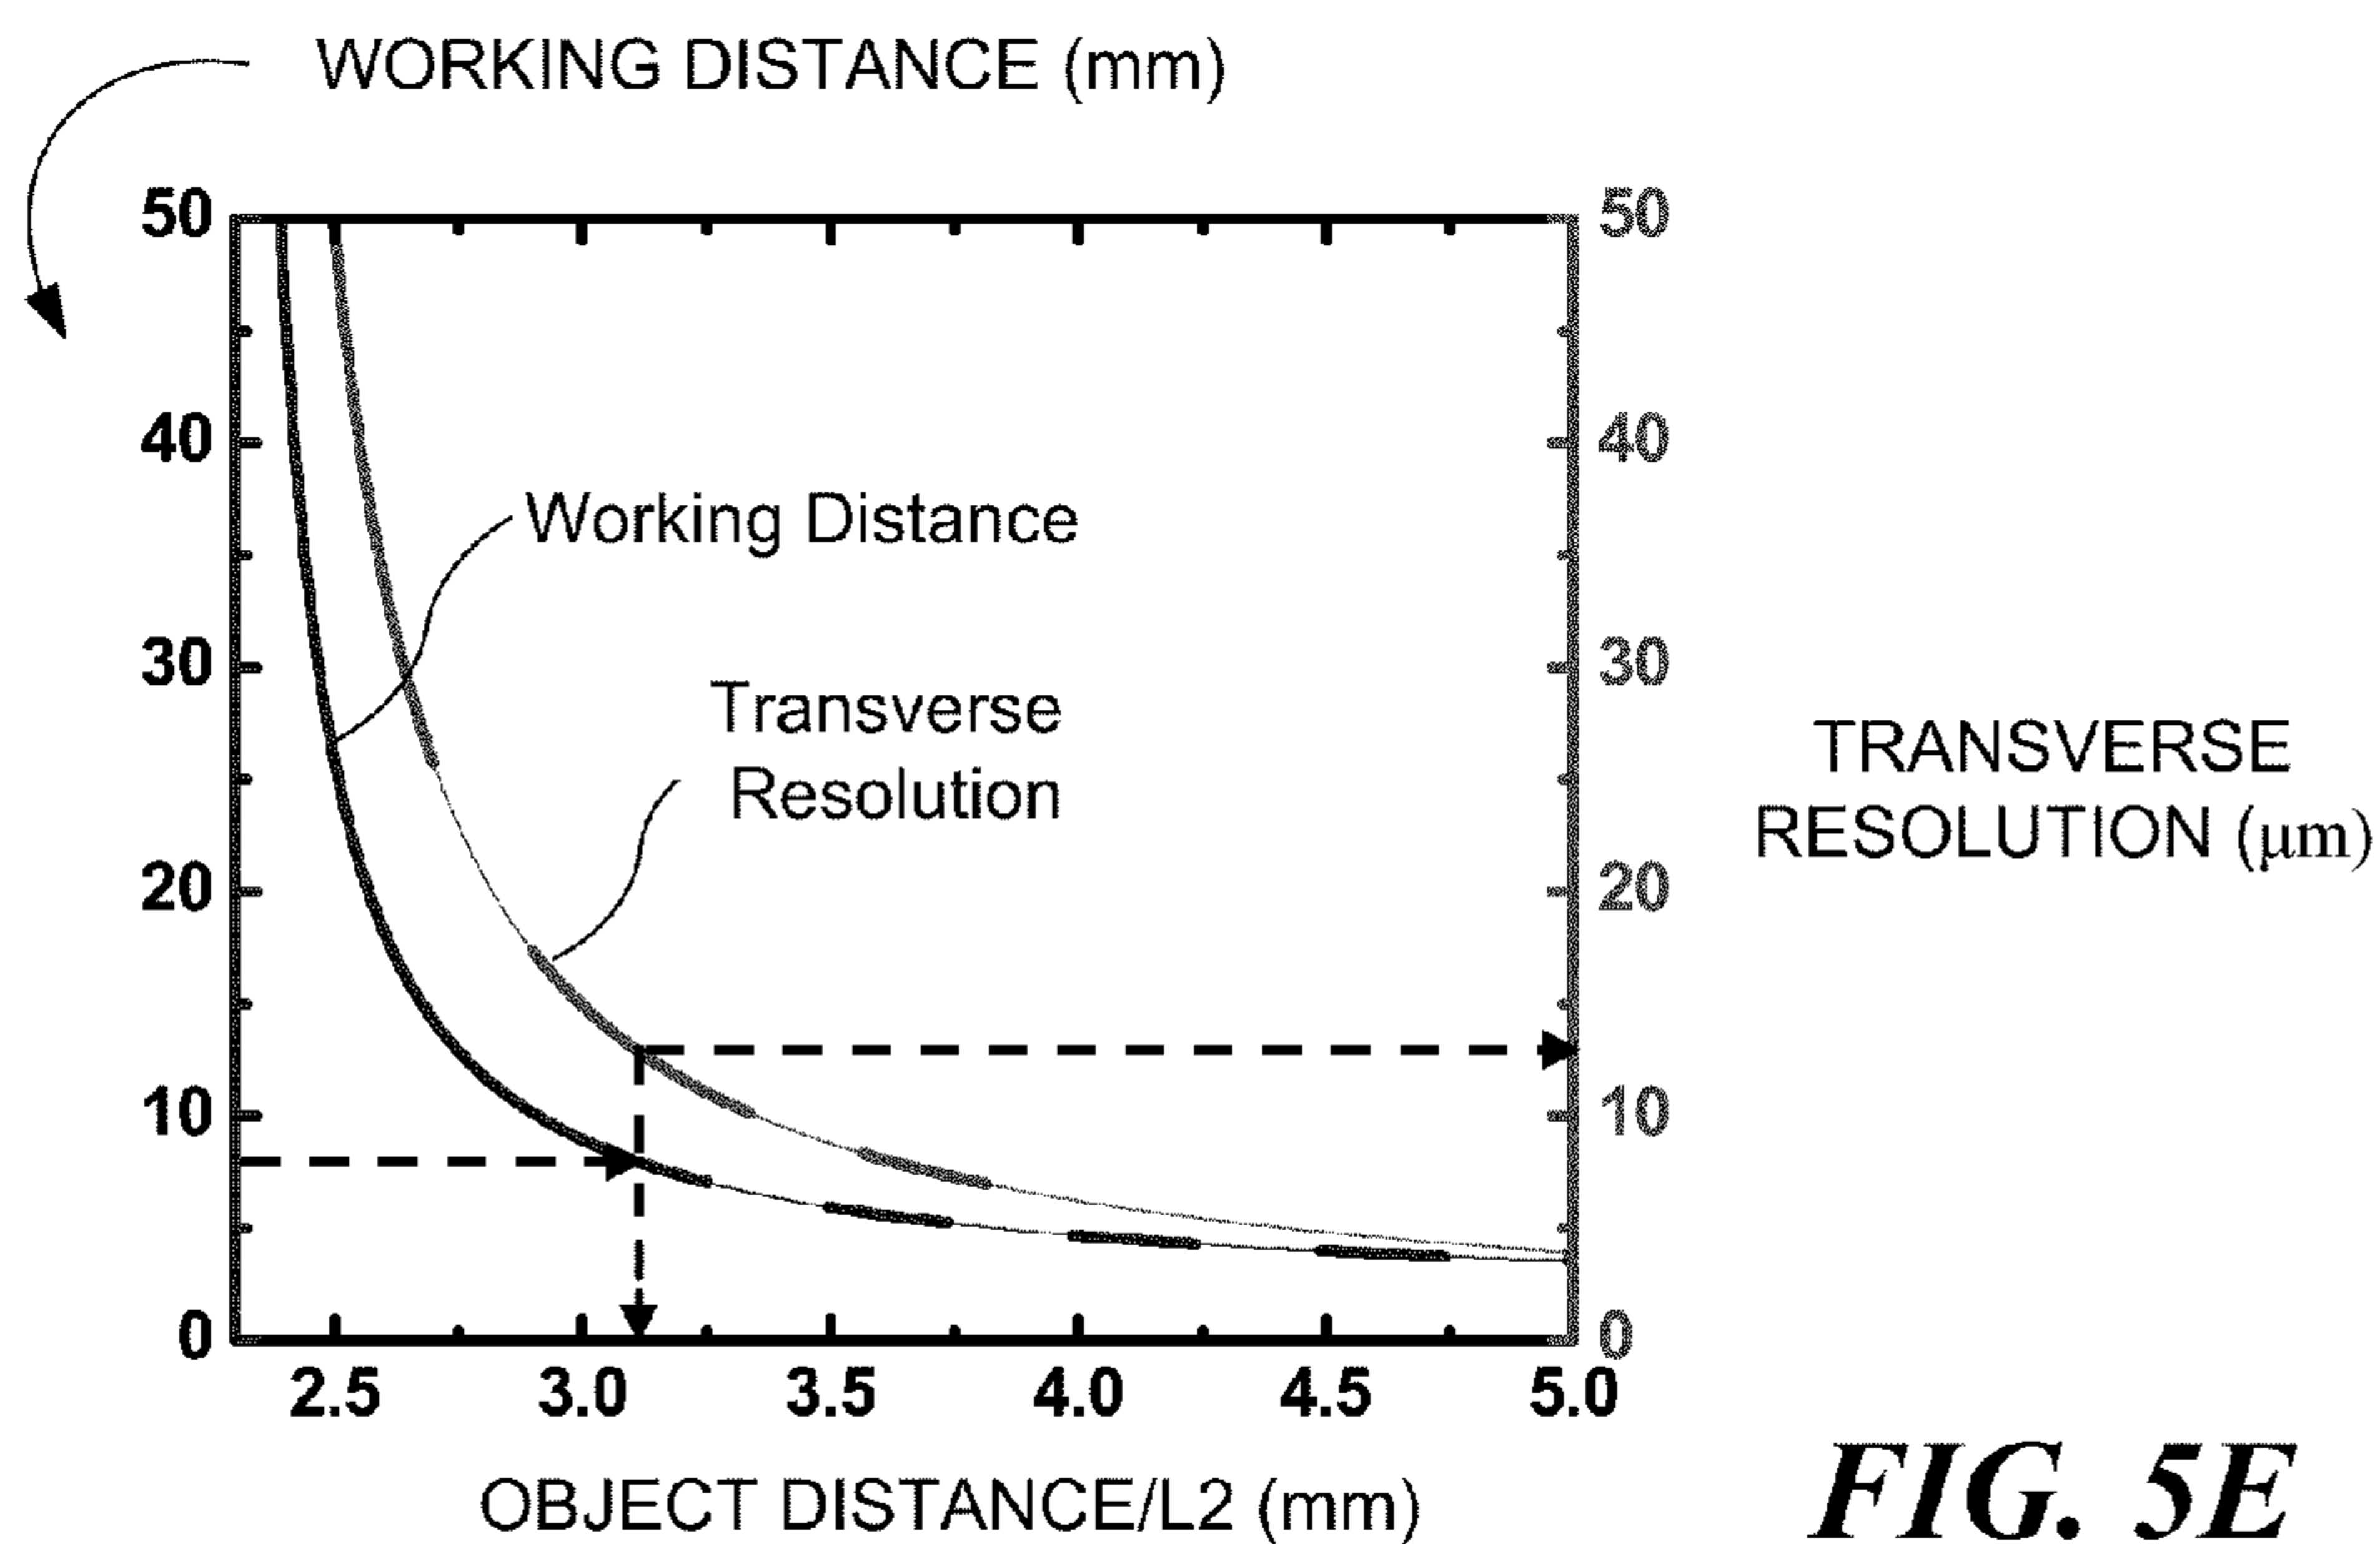 WORKING DISTANCE (mm)
50
40
30
20
10
0
Working Distance
Transverse
Resolution
50
40
30
20
10
0
TRANSVERSE
RESOLUTION (μm)
2.5 3.0 3.5 4.0 4.5 5.0
OBJECT DISTANCE/L2 (mm)
FIG. 5E